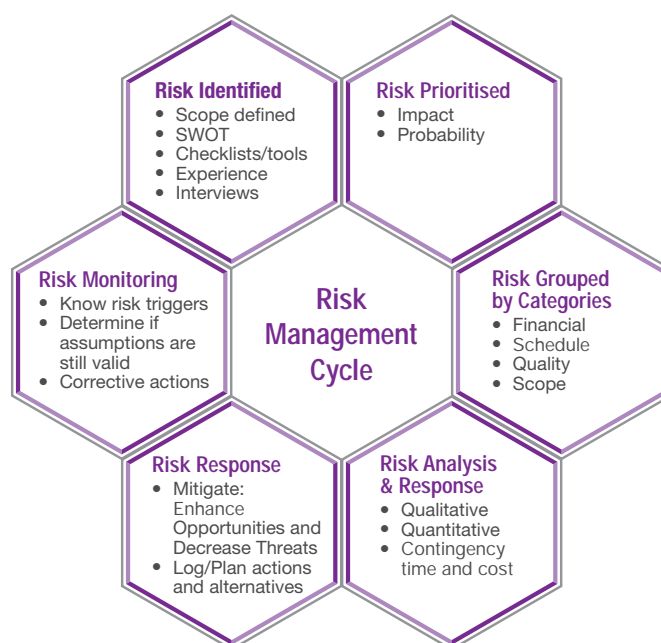 Risk Identified
• Scope defined
• SWOT
• Checklists/tools
• Experience
• Interviews
Risk Prioritised
• Impact
• Probability
Risk Monitoring
• Know risk triggers
• Determine if
assumptions are
still valid
• Corrective actions
Risk
Management
Cycle
Risk Grouped
by Categories
• Financial
• Schedule
• Quality
• Scope
Risk Response
• Mitigate:
Enhance
Opportunities and
Decrease Threats
• Log/Plan actions
and alternatives
Risk Analysis
& Response
• Qualitative
• Quantitative
• Contingency
time and cost